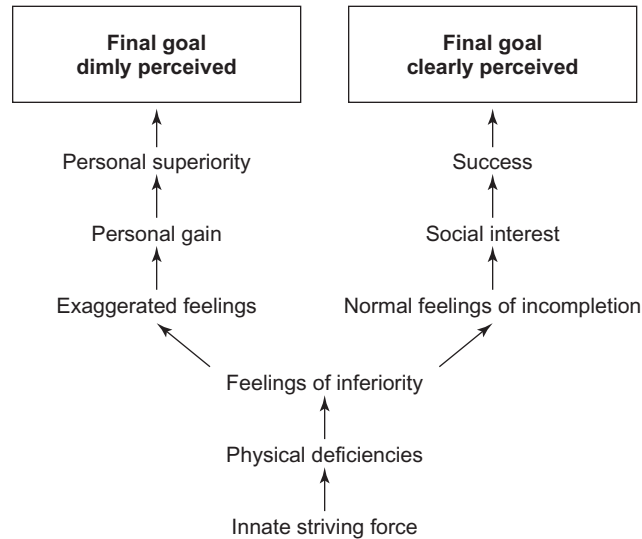 Final goal
dimly perceived
Final goal
clearly perceived
Personal superiority
Success
Personal gain
Social interest
Exaggerated feelings
Normal feelings of incompletion
Feelings of inferiority
Physical deficiencies
Innate striving force